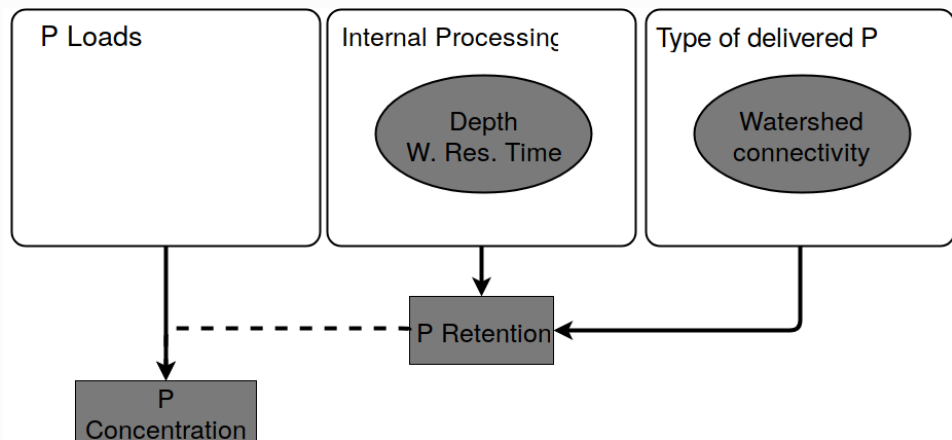 P Loads
Internal Processing
Depth
W. Res. Time
Type of delivered P
Watershed
connectivity
P Retention
P
Concentration